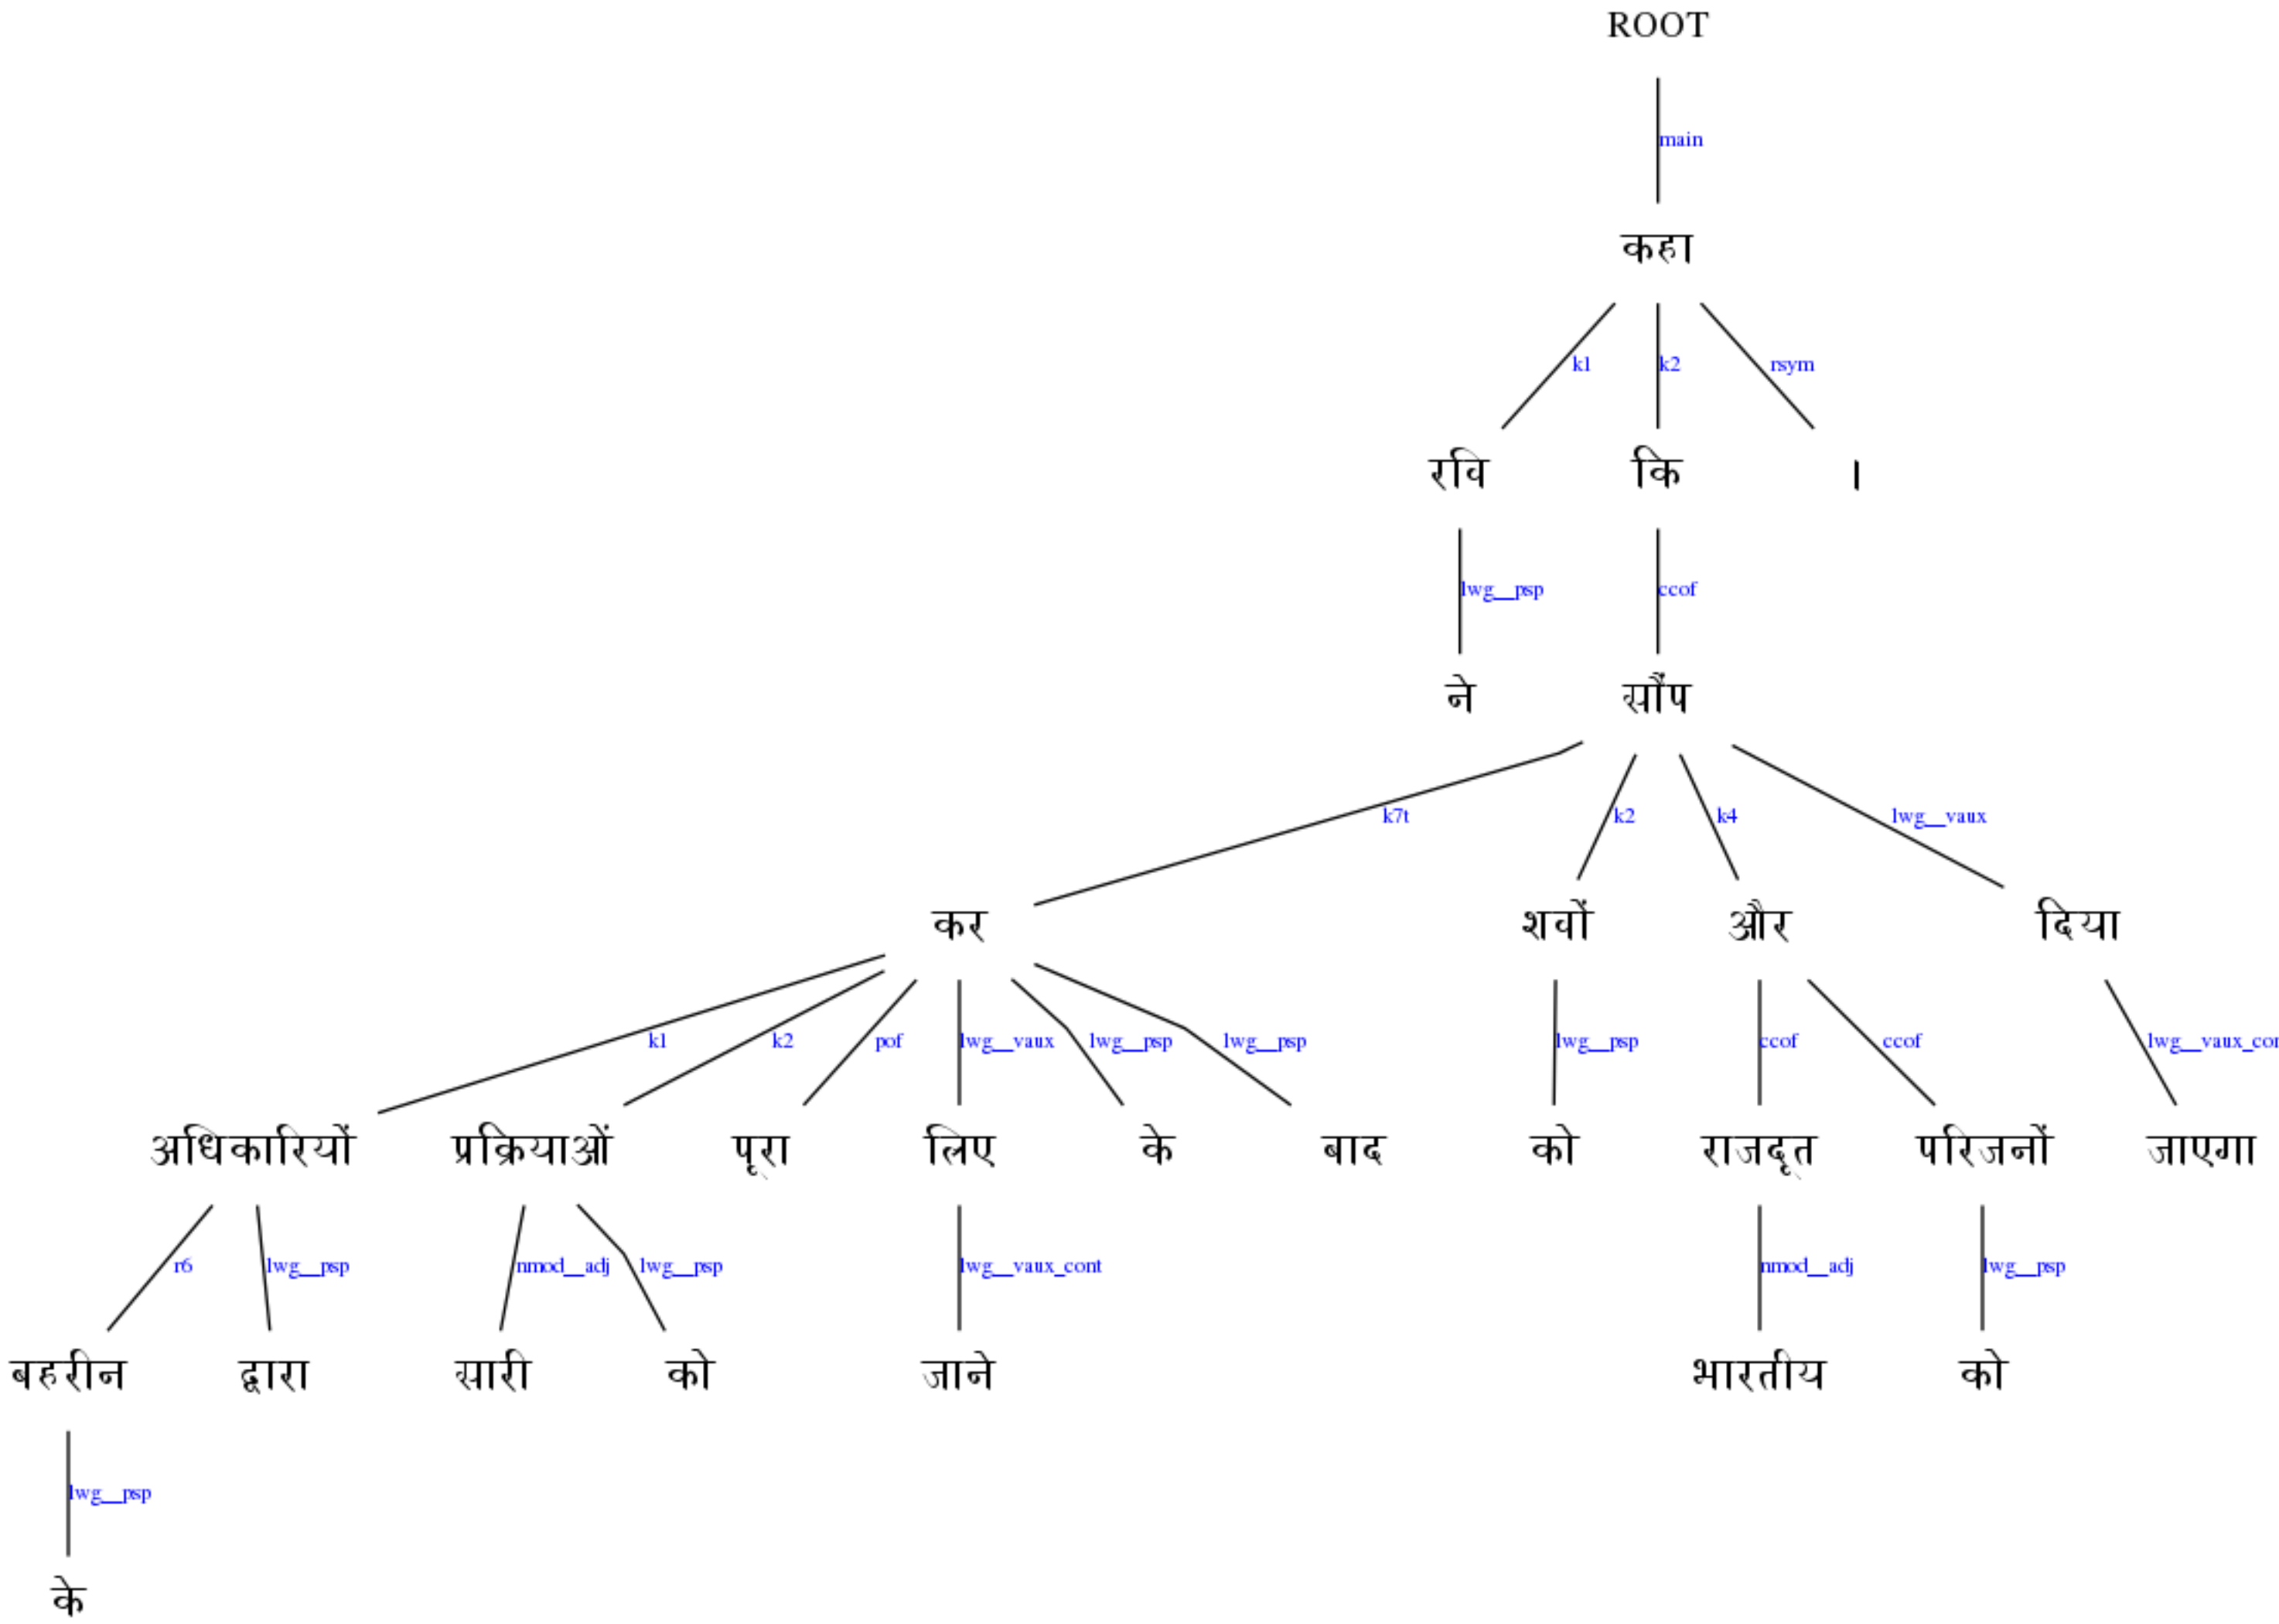 ROOT
main
कहा
k1 k2 rsym
रवि कि ।
lwg__psp ccof
ने सौंप
k7t k2 k4 lwg__vaux
कर शवों और दिया
k1 k2 pof lwg__vaux lwg__psp lwg__psp lwg__psp ccof ccof lwg__vaux_con
अधिकारियों प्रक्रियाओं पूरा लिए के बाद को राजदूत परिजनों जाएगा
r6 lwg__psp nmod__adj lwg__psp lwg__vaux_cont nmod__adj lwg__psp
बहरीन द्वारा सारी को जाने भारतीय को
lwg__psp
के